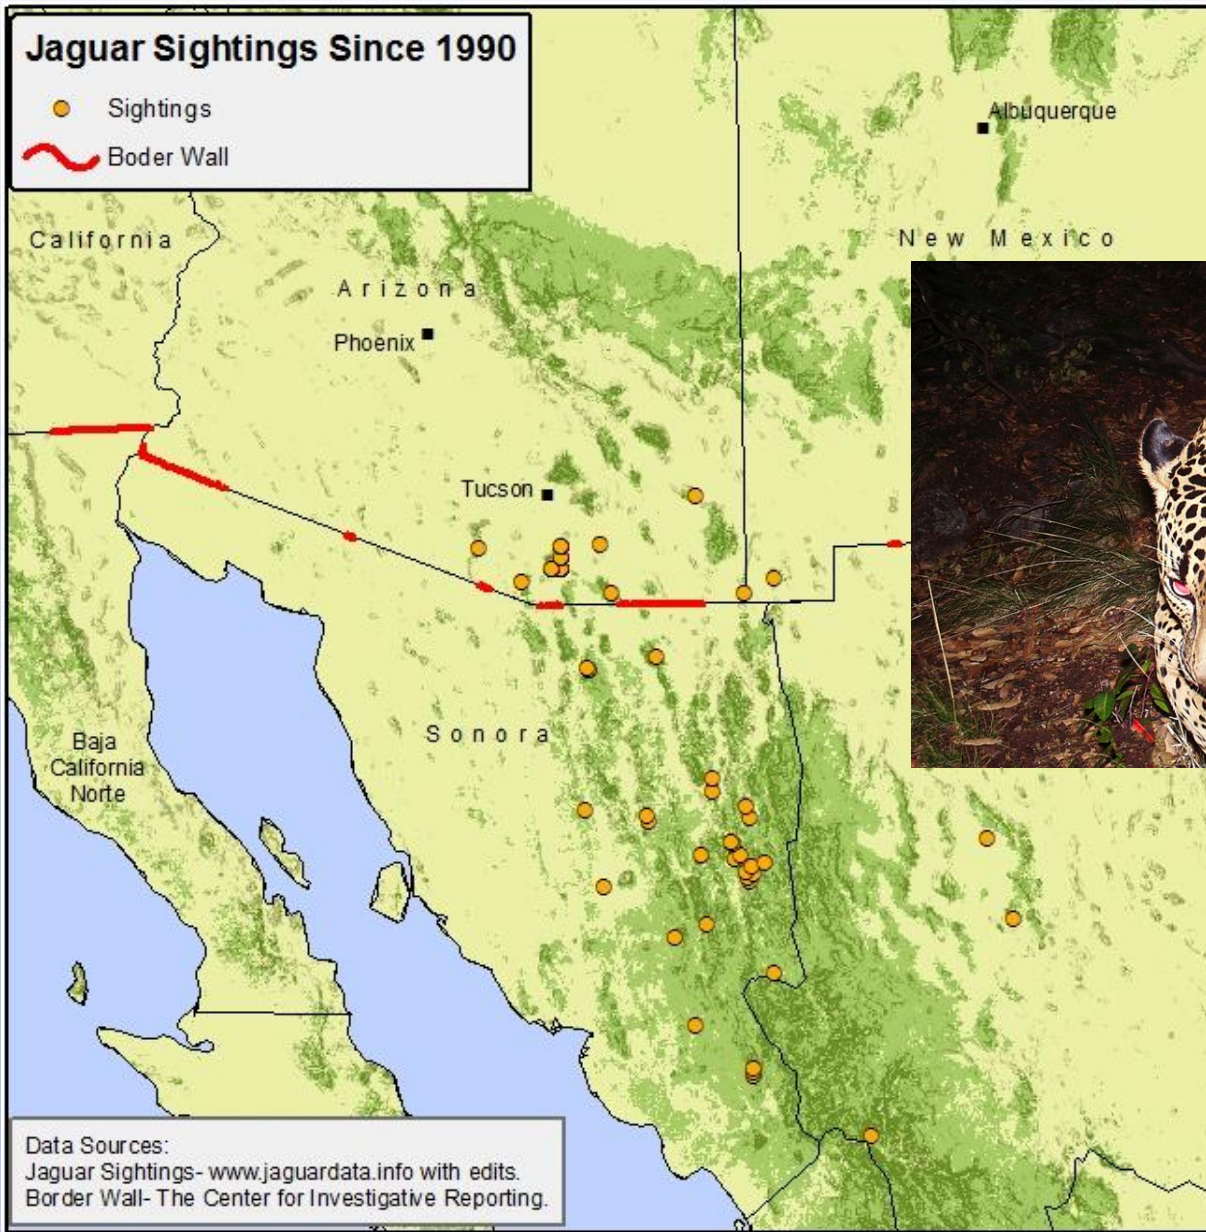 Jaguar Sightings Since 1990
Sightings
Boder Wall
Albuquerque
California
New Mexico
Arizona
Phoenix
Tucson
Sonora
Baja
California
Norte
Data Sources:
Jaguar Sightings- www.jaguardata.info with edits.
Border Wall- The Center for Investigative Reporting.